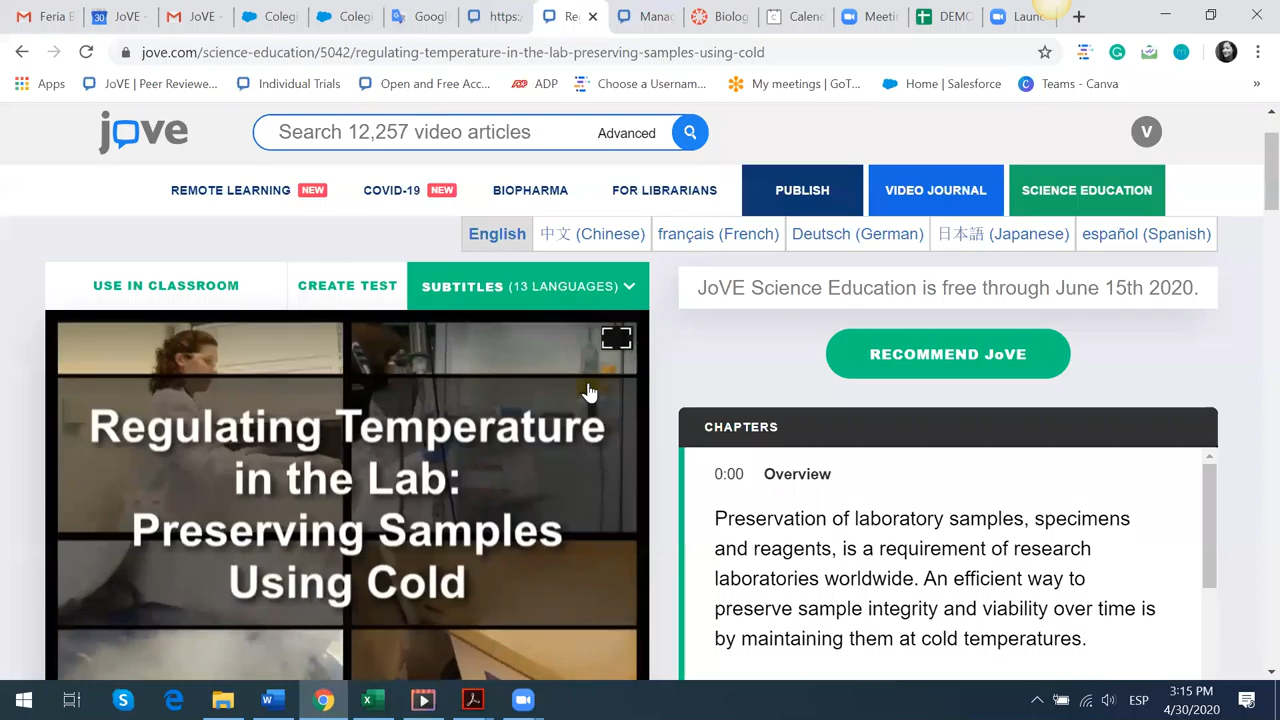 Feria E
JoVE -
JoVE -
Colegi
Colegi
Googl
https:/
Re
Mana
Biolog
Calenc
Meeti
DEMC
Laun
jove.com/science-education/5042/regulating-temperature-in-the-lab-preserving-samples-using-cold
Apps
JoVE | Peer Reviewe...
Individual Trials
Open and Free Acc...
ADP
Choose a Usernam...
My meetings | GoT...
Home | Salesforce
Teams - Canva
»
jove
Search 12,257 video articles
Advanced
V
REMOTE LEARNING NEW
COVID-19 NEW
BIOPHARMA
FOR LIBRARIANS
PUBLISH
VIDEO JOURNAL
SCIENCE EDUCATION
English
中文 (Chinese)
français (French)
Deutsch (German)
日本語 (Japanese)
español (Spanish)
USE IN CLASSROOM
CREATE TEST
SUBTITLES (13 LANGUAGES)
JoVE Science Education is free through June 15th 2020.
RECOMMEND JoVE
Regulating Temperature
in the Lab:
Preserving Samples
Using Cold
CHAPTERS
0:00 Overview
Preservation of laboratory samples, specimens
and reagents, is a requirement of research
laboratories worldwide. An efficient way to
preserve sample integrity and viability over time is
by maintaining them at cold temperatures.
ESP
3:15 PM
4/30/2020